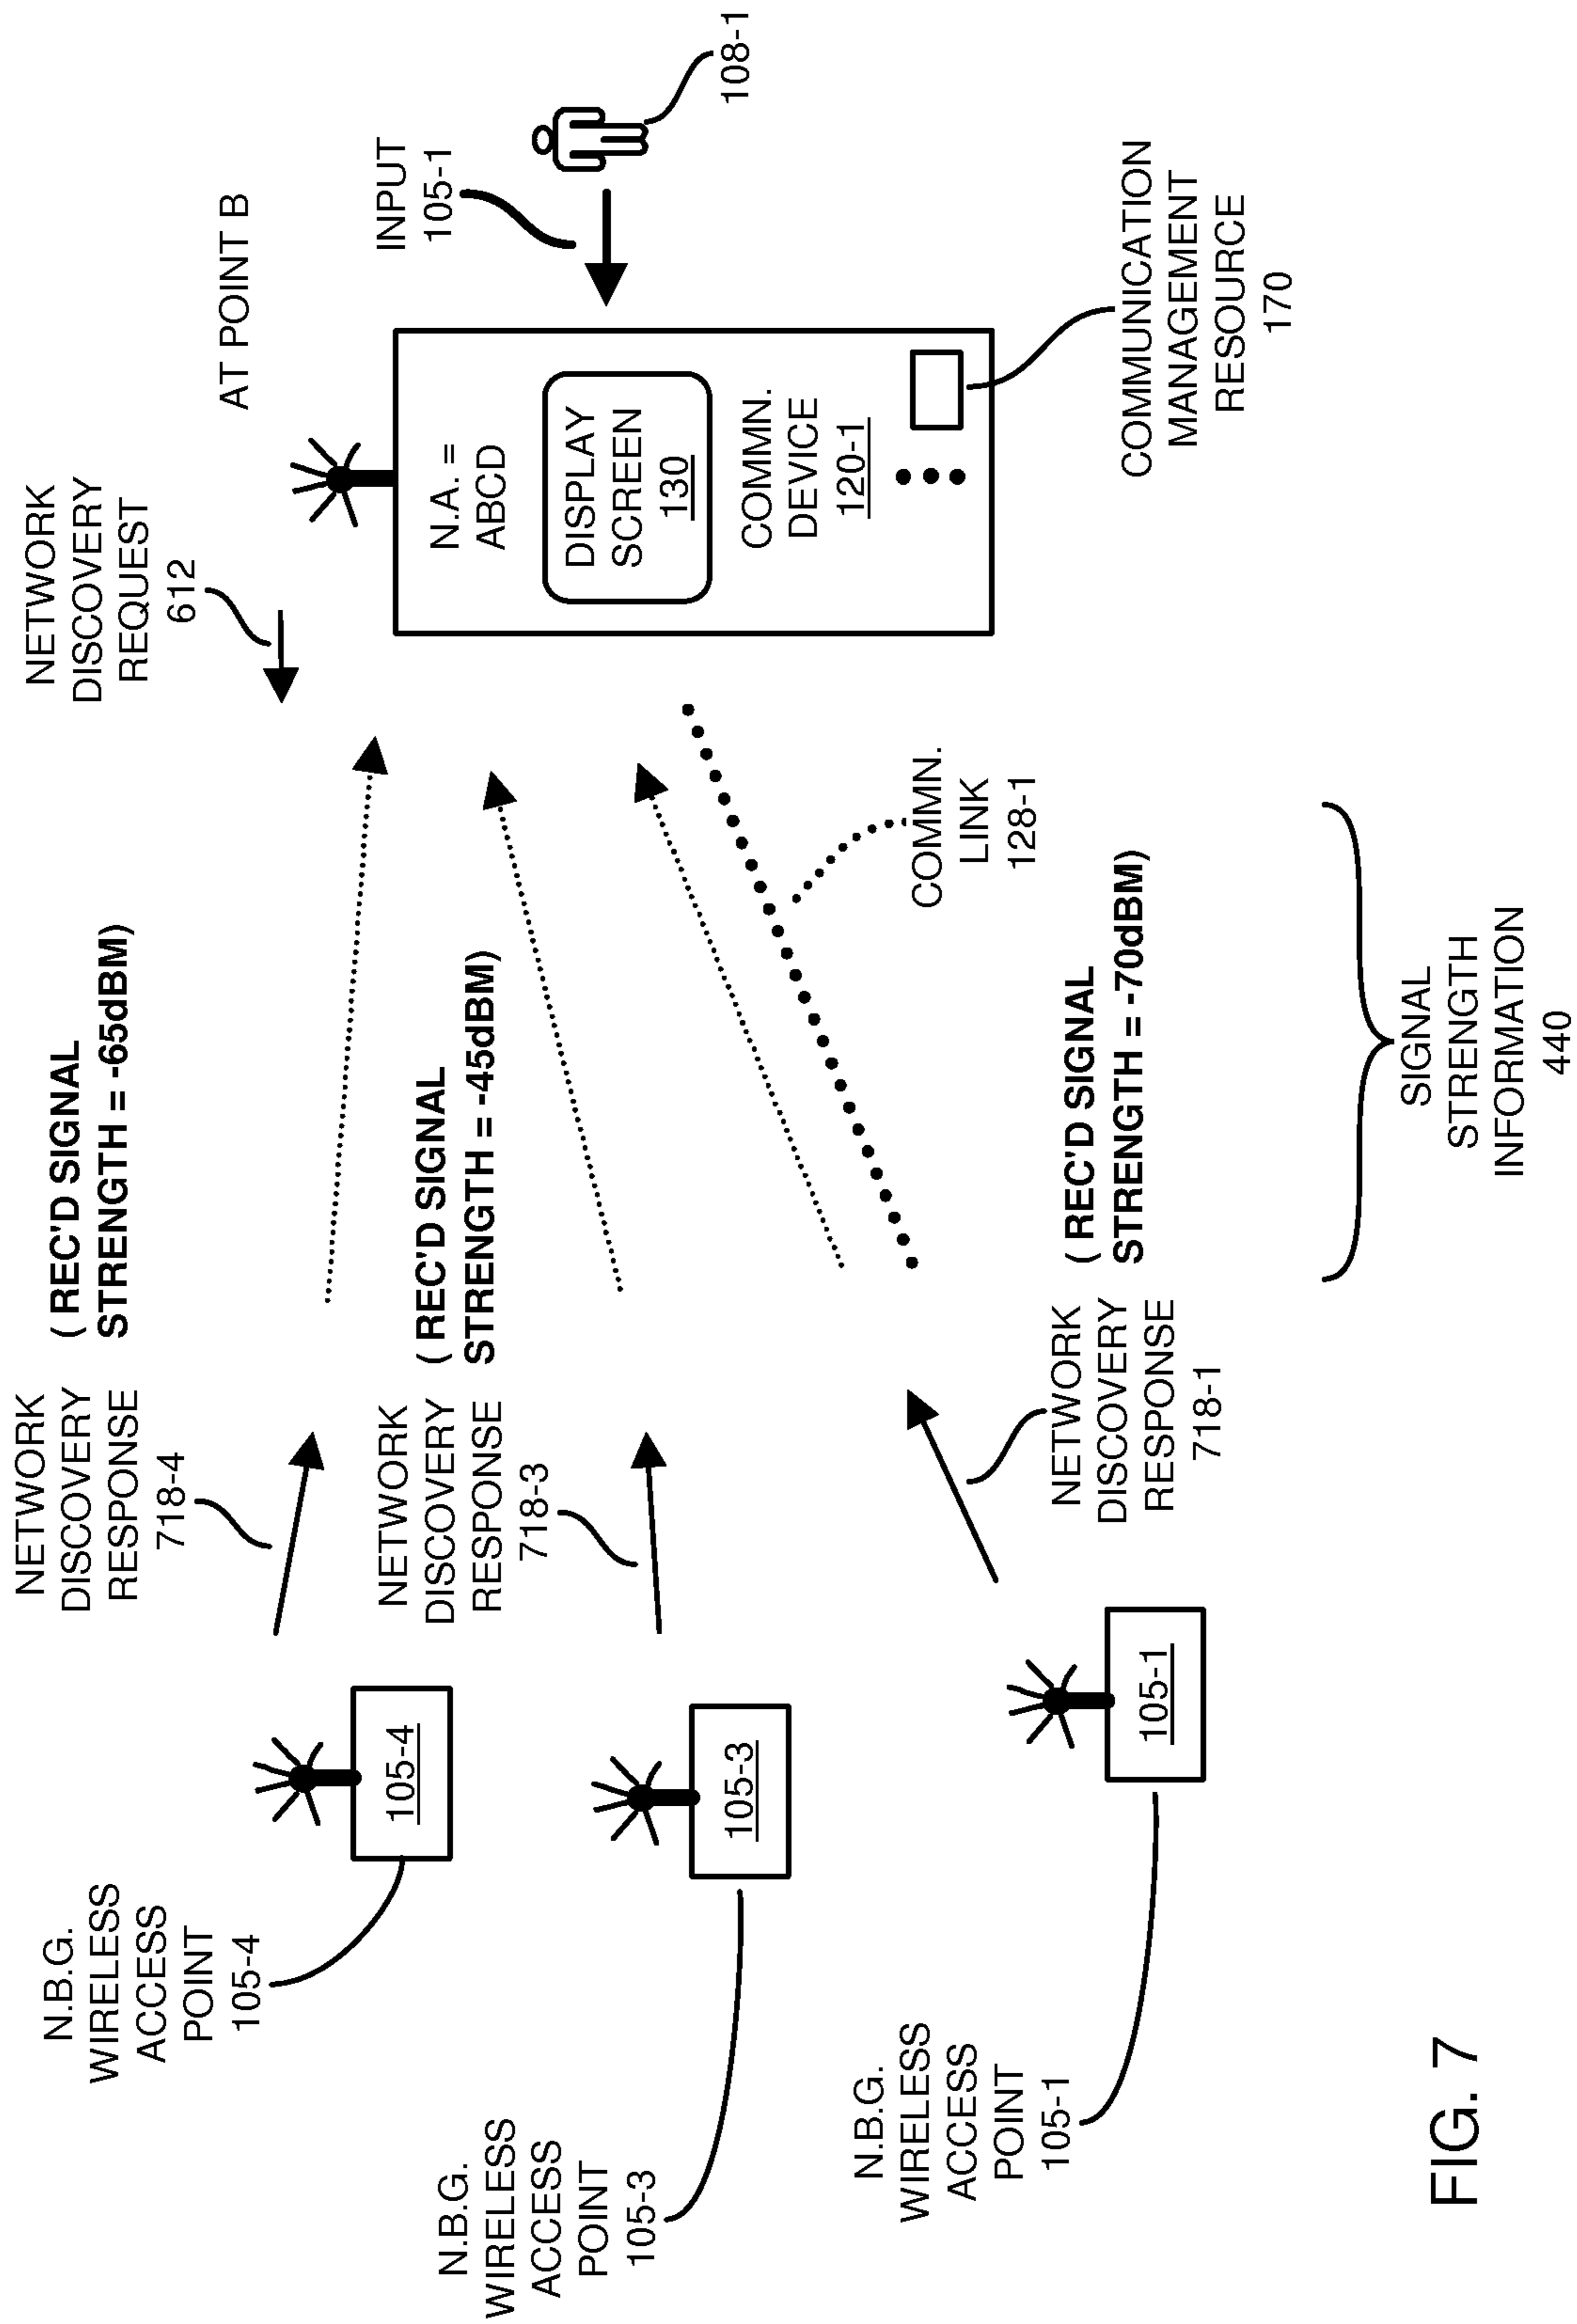 NETWORK
DISCOVERY
REQUEST
612
AT POINT B
INPUT
105-1
108-1
N.A. =
ABCD
DISPLAY
SCREEN
130
COMMN.
DEVICE
120-1
COMMUNICATION
MANAGEMENT
RESOURCE
170
NETWORK
DISCOVERY
RESPONSE
718-4
(REC'D SIGNAL
STRENGTH = -65dBM)
NETWORK
DISCOVERY
RESPONSE
718-3
(REC'D SIGNAL
STRENGTH = -45dBM)
COMMN.
LINK
128-1
NETWORK
DISCOVERY
RESPONSE
718-1
(REC'D SIGNAL
STRENGTH = -70dBM)
SIGNAL
STRENGTH
INFORMATION
440
N.B.G.
WIRELESS
ACCESS
POINT
105-4
105-4
N.B.G.
WIRELESS
ACCESS
POINT
105-3
105-3
N.B.G.
WIRELESS
ACCESS
POINT
105-1
105-1
FIG. 7